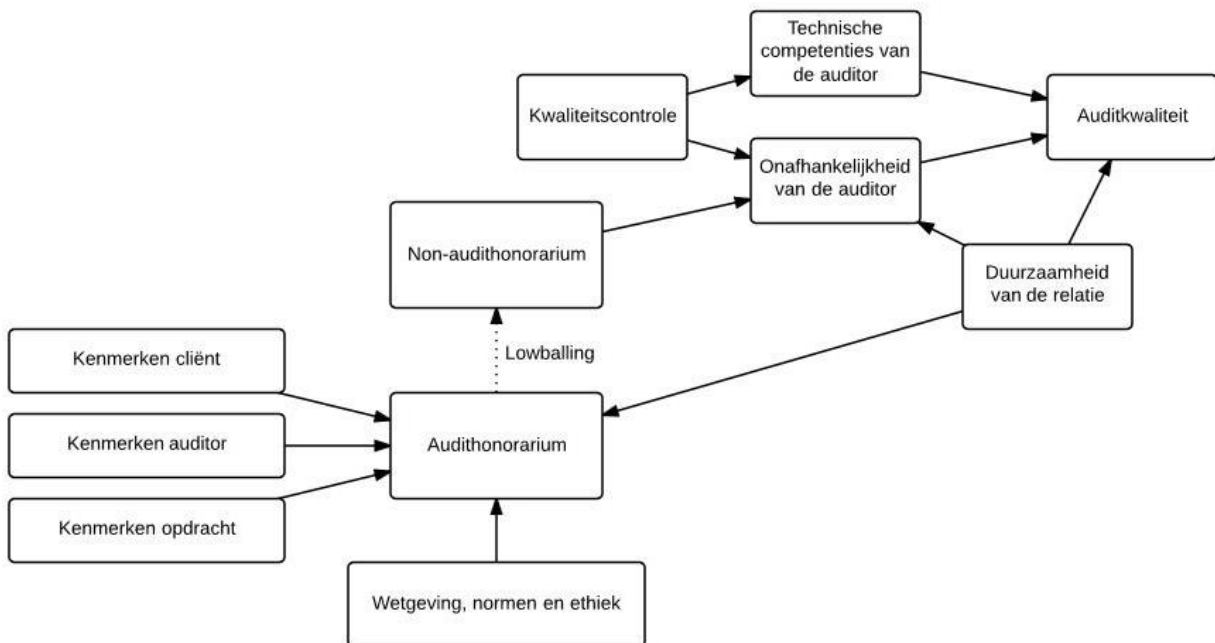 Technische
competenties van
de auditor
Kwaliteitscontrole
Auditkwaliteit
Onafhankelijkheid
van de auditor
Non-audithonorarium
Duurzaamheid
van de relatie
Kenmerken cliënt
Lowballing
Kenmerken auditor
Audithonorarium
Kenmerken opdracht
Wetgeving, normen en ethiek